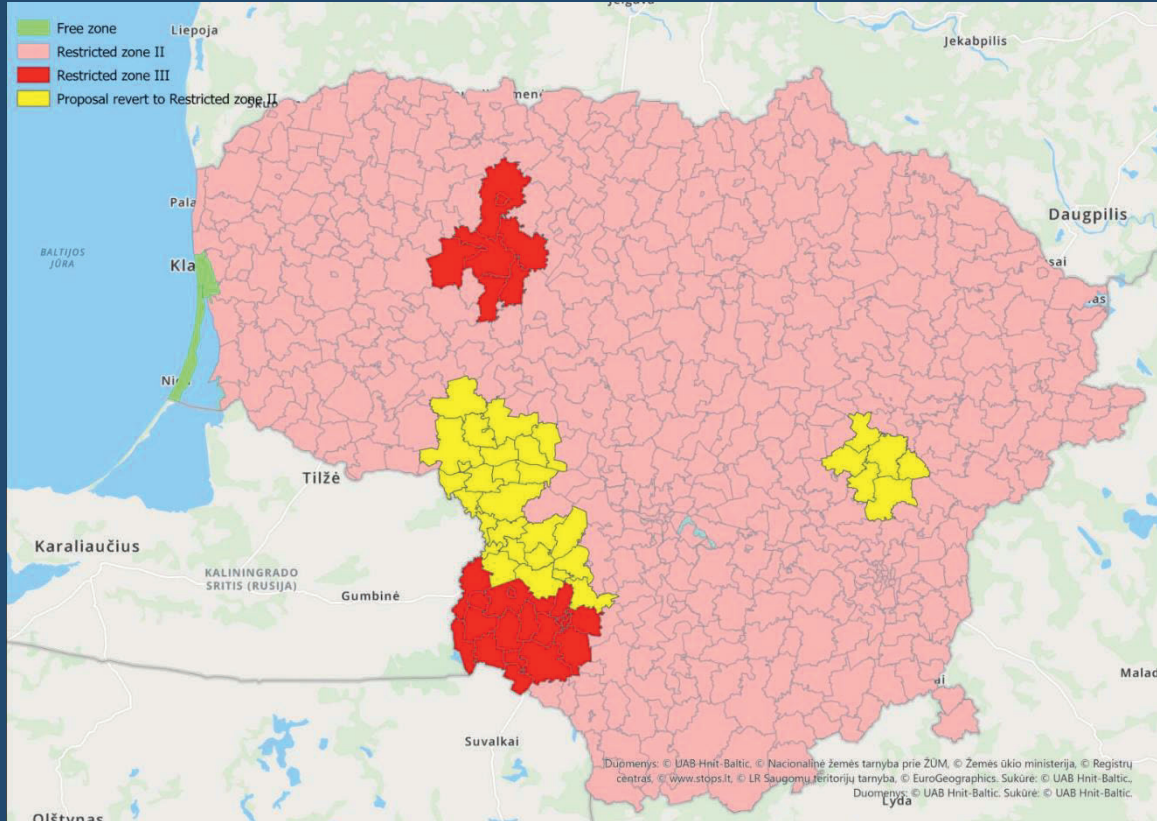 Free zone
Restricted zone II
Restricted zone III
Proposal revert to Restricted zone II
Liepoja
Jekabpilis
Daugpilis
Pala
BALTIJOS
JŪRA
Kla
Tilžė
Karaliaučius
KALININGRADO
SRITIS (RUSIJA)
Gumbinė
Suvalkai
Malad
Duomenys: © UAB Hnit-Baltic, © Nacionalinė žemės tarnyba prie ŽŪM, © Žemės ūkio ministerija, © Registrų
centras, © www.stops.lt, © LR Saugomų teritorijų tarnyba, © EuroGeographics. Sukūrė: © UAB Hnit-Baltic.,
Duomenys: © UAB Hnit-Baltic. Sukūrė: © UAB Hnit-Baltic.
Lyda